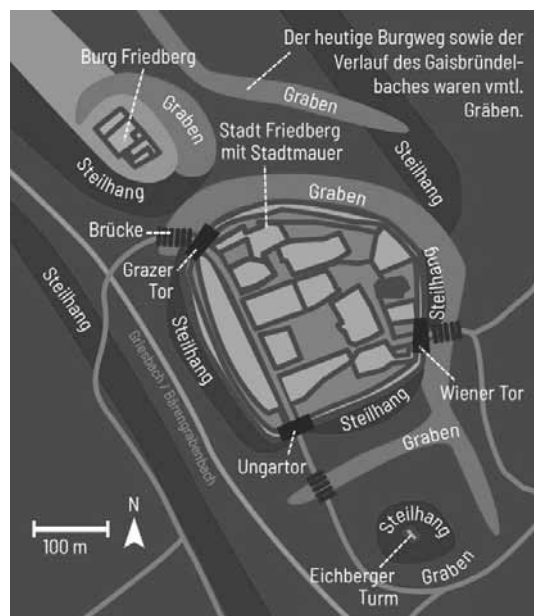 Burg Friedberg
Der heutige Burgweg sowie der
Verlauf des Gaisbründel-
baches waren vmtl.
Gräben.
Graben
Graben
Stadt Friedberg
mit Stadtmauer
Steilhang
Steilhang
Graben
Brücke
Grazer
Tor
Steilhang
Steilhang
Steilhang
Griesbach / Bärengrabenbach
Wiener Tor
Steilhang
Ungartor
Graben
N
100 m
Steilhang
Eichberger
Turm
Graben